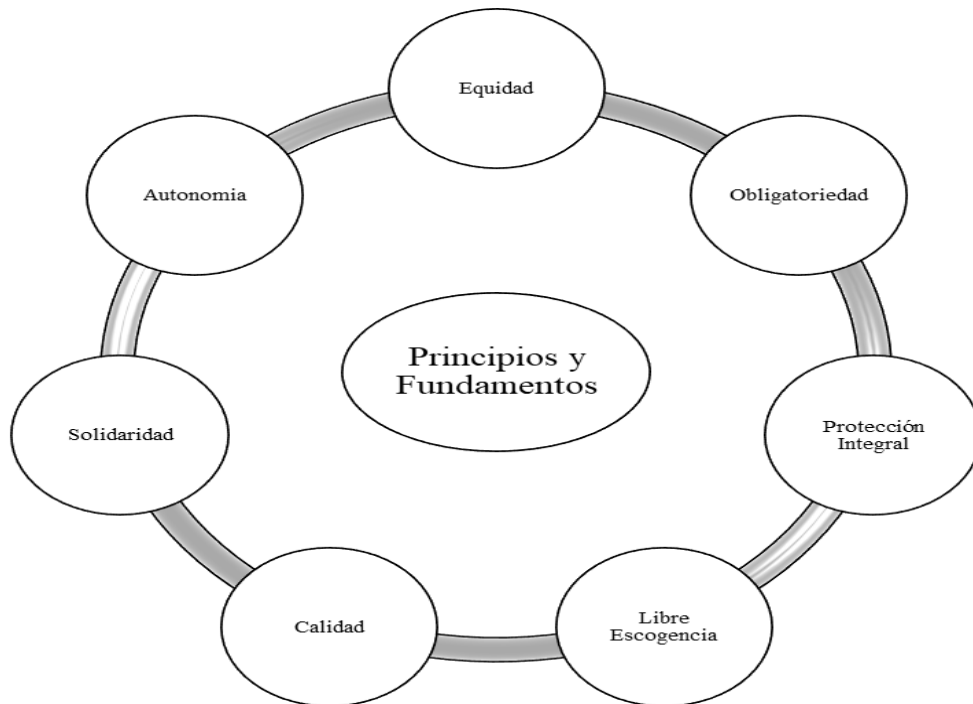 Equidad
Obligatoriedad
Protección
Integral
Libre
Escogencia
Calidad
Solidaridad
Autonomia
Principios y
Fundamentos